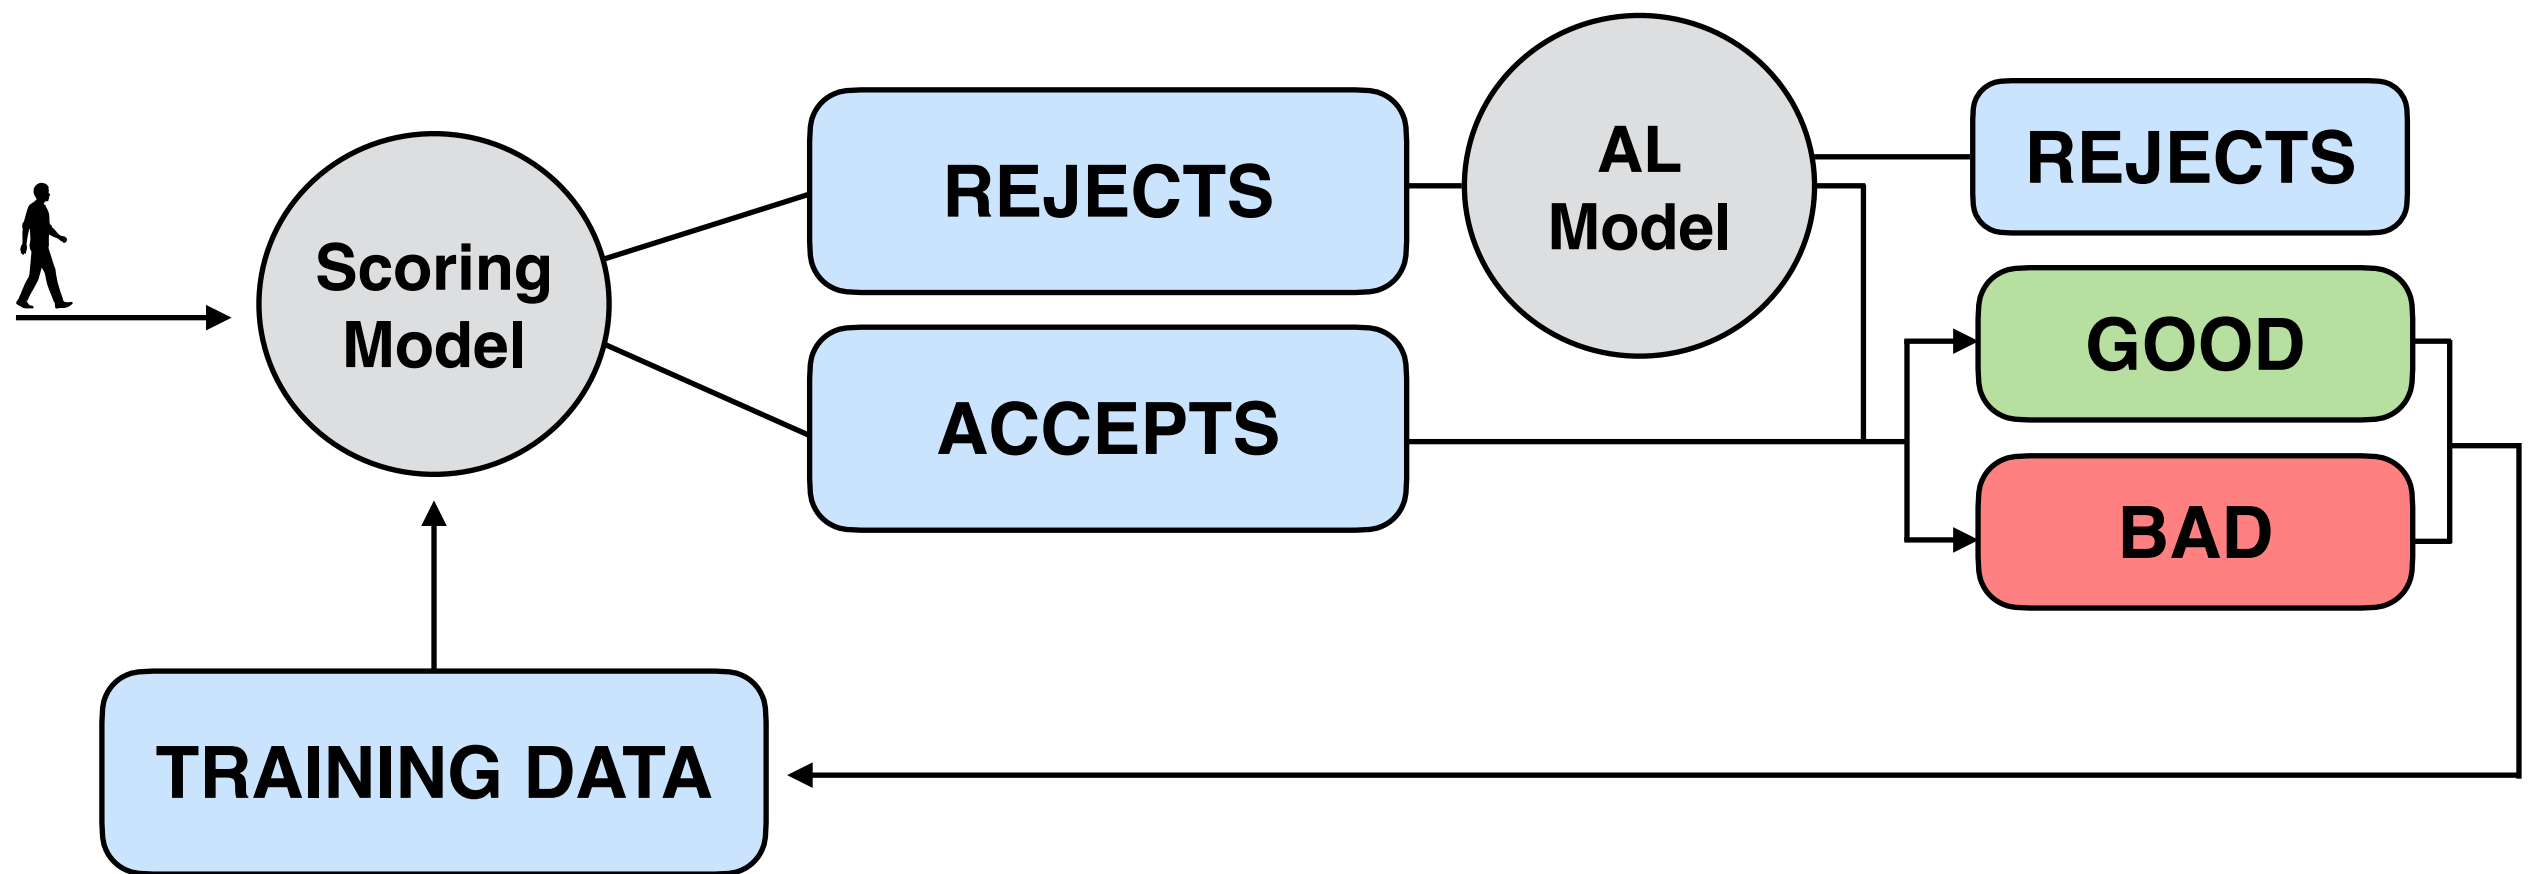 Scoring
Model
REJECTS
ACCEPTS
AL
Model
REJECTS
GOOD
BAD
TRAINING DATA